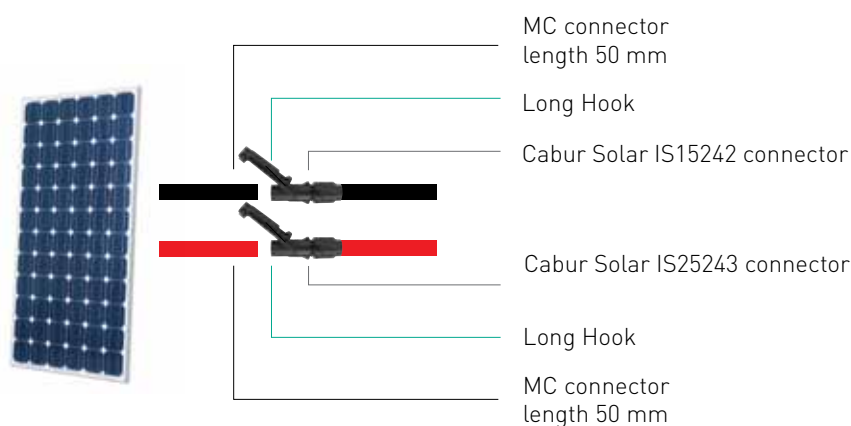 MC connector
length 50 mm
Long Hook
Cabur Solar IS15242 connector
Cabur Solar IS25243 connector
Long Hook
MC connector
length 50 mm